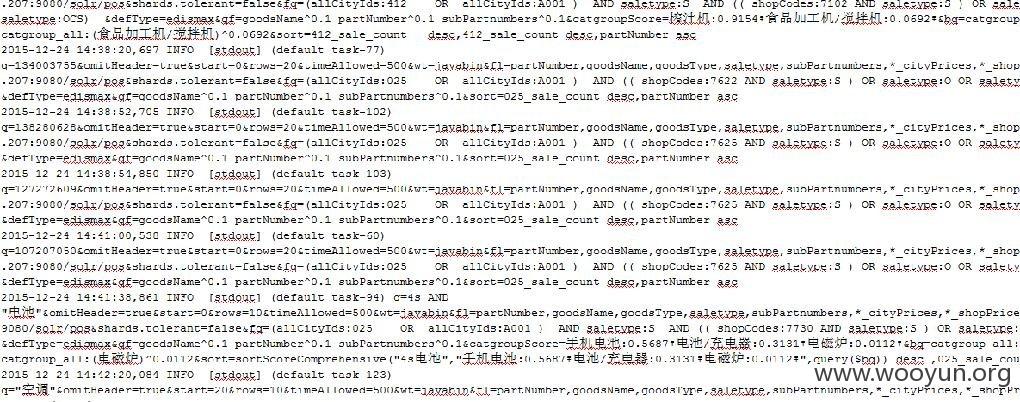 .207:9080/solr/pos&shards.tolerant=false&fq=(allCityIds:412 OR allCityIds:A001 ) AND (( shopCodes:7102 AND saletype:S ) OR saletype:O OR salety
saletype:OCS) &defType=edismax&qf=goodsName^0.1 partNumber^0.1 subPartnumbers^0.1&catgroupScore=榨汁机:0.9154*食品加工机/搅拌机:0.0692*&bq=catgroup
catgroup_all:(食品加工机/搅拌机)^0.0692&sort=412_sale_count desc,412_sale_count desc,partNumber asc
2015-12-24 14:38:20,697 INFO [stdout] (default task-77)
q=134003755&omitHeader=true&start=0&rows=20&timeAllowed=500&wt=javabin&fl=partNumber,goodsName,goodsType,saletype,subPartnumbers,*_cityPrices,*_shop
.207:9080/solr/pos&shards.tolerant=false&fq=(allCityIds:025 OR allCityIds:A001 ) AND (( shopCodes:7622 AND saletype:S ) OR saletype:O OR salety
&defType=edismax&qf=goodsName^0.1 partNumber^0.1 subPartnumbers^0.1&sort=025_sale_count desc,partNumber asc
2015-12-24 14:38:52,705 INFO [stdout] (default task-102)
q=138280625&omitHeader=true&start=0&rows=20&timeAllowed=500&wt=javabin&fl=partNumber,goodsName,goodsType,saletype,subPartnumbers,*_cityPrices,*_shop
.207:9080/solr/pos&shards.tolerant=false&fq=(allCityIds:025 OR allCityIds:A001 ) AND (( shopCodes:7625 AND saletype:S ) OR saletype:O OR salety
&defType=edismax&qf=goodsName^0.1 partNumber^0.1 subPartnumbers^0.1&sort=025_sale_count desc,partNumber asc
2015-12-24 14:38:54,850 INFO [stdout] (default task-103)
q=127272609&omitHeader=true&start=0&rows=20&timeAllowed=500&wt=javabin&fl=partNumber,goodsName,goodsType,saletype,subPartnumbers,*_cityPrices,*_shop
.207:9080/solr/pos&shards.tolerant=false&fq=(allCityIds:025 OR allCityIds:A001 ) AND (( shopCodes:7625 AND saletype:S ) OR saletype:O OR salety
&defType=edismax&qf=goodsName^0.1 partNumber^0.1 subPartnumbers^0.1&sort=025_sale_count desc,partNumber asc
2015-12-24 14:41:00,538 INFO [stdout] (default task-60)
q=107207050&omitHeader=true&start=0&rows=20&timeAllowed=500&wt=javabin&fl=partNumber,goodsName,goodsType,saletype,subPartnumbers,*_cityPrices,*_shop
.207:9080/solr/pos&shards.tolerant=false&fq=(allCityIds:025 OR allCityIds:A001 ) AND (( shopCodes:7625 AND saletype:S ) OR saletype:O OR salety
&defType=edismax&qf=goodsName^0.1 partNumber^0.1 subPartnumbers^0.1&sort=025_sale_count desc,partNumber asc
2015-12-24 14:41:38,861 INFO [stdout] (default task-94) q=4s AND
"电池"&omitHeader=true&start=0&rows=10&timeAllowed=500&wt=javabin&fl=partNumber,goodsName,goodsType,saletype,subPartnumbers,*_cityPrices,*_shopPrice
9080/solr/pos&shards.tolerant=false&fq=(allCityIds:025 OR allCityIds:A001 ) AND saletype:S AND (( shopCodes:7730 AND saletype:S ) OR saletype:
&defType=edismax&qf=goodsName^0.1 partNumber^0.1 subPartnumbers^0.1&catgroupScore=手机电池:0.5687*电池/充电器:0.3131*电磁炉:0.0112*&bq=catgroup_all:
catgroup_all:(电磁炉)^0.0112&sort=sortScoreComprehensive("4s电池","手机电池:0.5687*电池/充电器:0.3131*电磁炉:0.0112*",query($bq)) desc ,025_sale_cou
2015-12-24 14:42:20,084 INFO [stdout] (default task-123)
q="空调"&omitHeader=true&start=20&rows=10&timeAllowed=500&wt=javabin&fl=partNumber,goodsName,goodsType,saletype,subPartnumbers,*_cityPrices,*_shopPr
www.wooyun.org